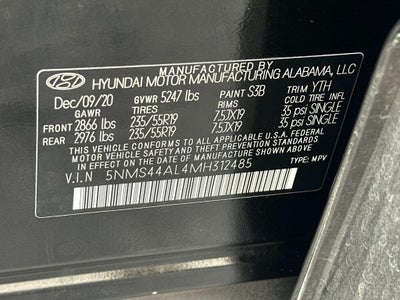 MANUFACTURED BY
HYUNDAI MOTOR MANUFACTURING ALABAMA, LLC
Dec/09/20 GVWR 5247 lbs PAINT S3B TRIM YTH
GAWR TIRES RIMS COLD TIRE INFL
FRONT 2866 lbs 235/55R19 7.5JX19 35 psi SINGLE
REAR 2976 lbs 235/55R19 7.5JX19 35 psi SINGLE
THIS VEHICLE CONFORMS TO ALL APPLICABLE U.S.A. FEDERAL
MOTOR VEHICLE SAFETY, BUMPER, AND THEFT PREVENTION STANDARDS
IN EFFECT ON THE DATE OF MANUFACTURE SHOWN ABOVE.
V.I.N 5NMS44AL4MH312485 TYPE: MPV